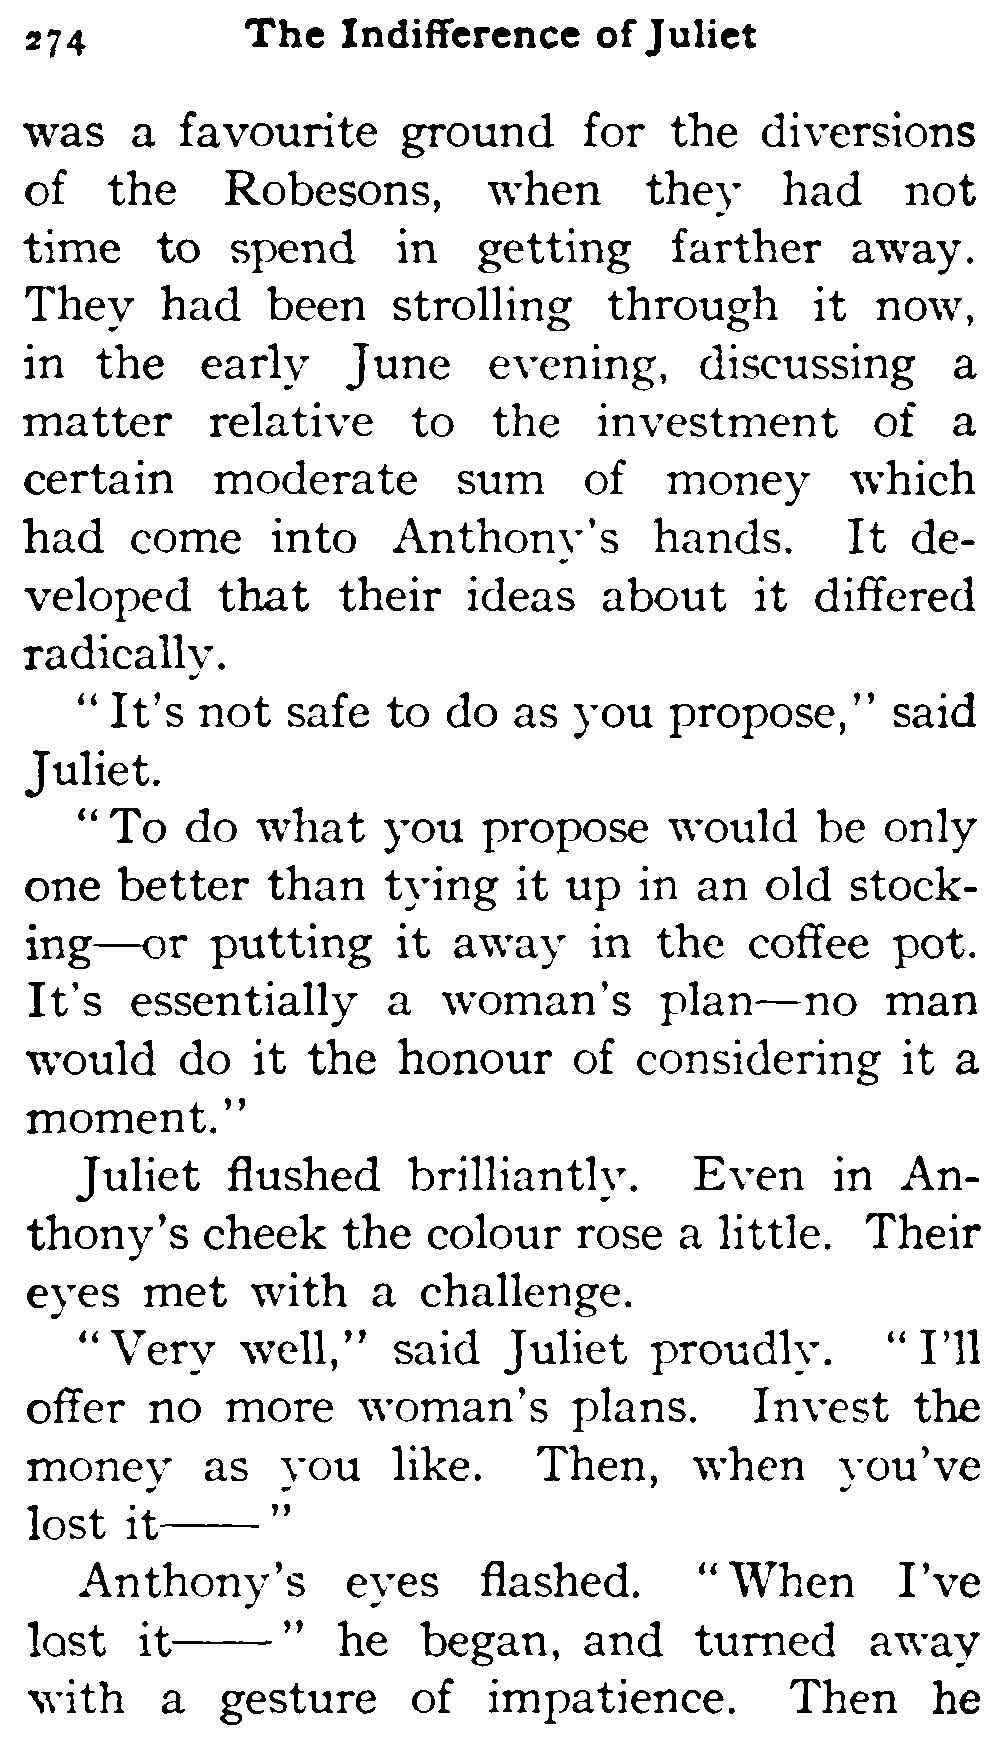 274 The Indifference of Juliet
was a favourite ground for the diversions
of the Robesons, when they had not
time to spend in getting farther away.
They had been strolling through it now,
in the early June evening, discussing a
matter relative to the investment of a
certain moderate sum of money which
had come into Anthony's hands. It de-
veloped that their ideas about it differed
radically.
"It's not safe to do as you propose," said
Juliet.
"To do what you propose would be only
one better than tying it up in an old stock-
ing—or putting it away in the coffee pot.
It's essentially a woman's plan—no man
would do it the honour of considering it a
moment."
Juliet flushed brilliantly. Even in An-
thony's cheek the colour rose a little. Their
eyes met with a challenge.
"Very well," said Juliet proudly. "I'll
offer no more woman's plans. Invest the
money as you like. Then, when you've
lost it——"
Anthony's eyes flashed. "When I've
lost it——" he began, and turned away
with a gesture of impatience. Then he